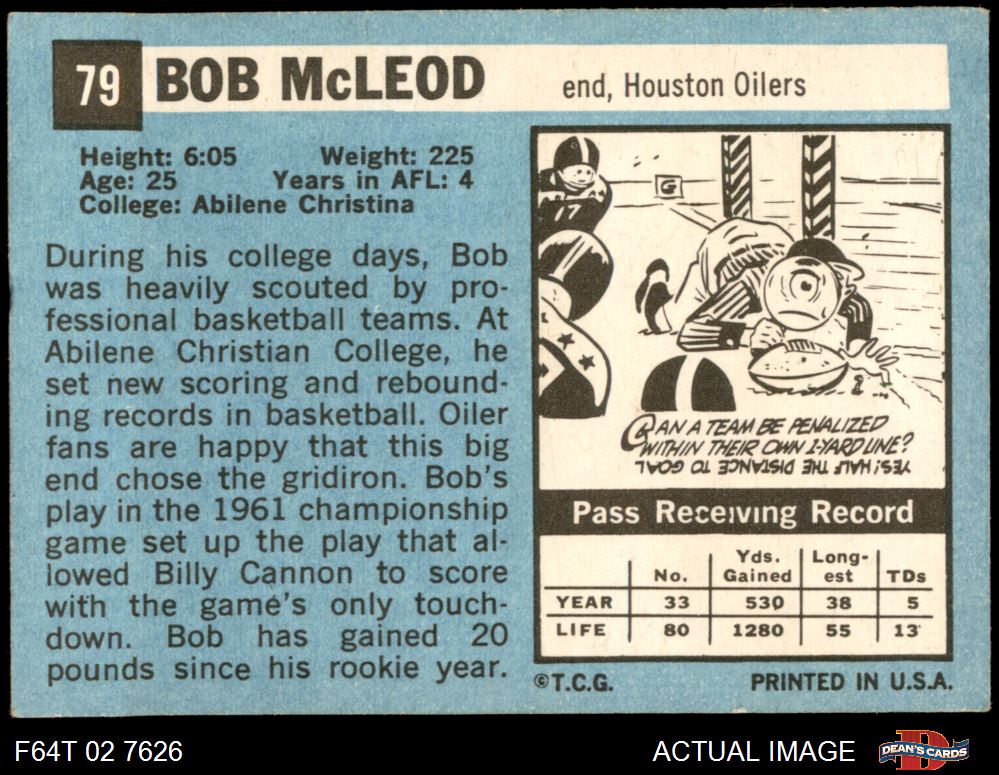 79 BOB McLEOD end, Houston Oilers
Height: 6:05 Weight: 225
Age: 25 Years in AFL: 4
College: Abilene Christina
During his college days, Bob
was heavily scouted by pro-
fessional basketball teams. At
Abilene Christian College, he
set new scoring and rebound-
ing records in basketball. Oiler
fans are happy that this big
end chose the gridiron. Bob's
play in the 1961 championship
game set up the play that al-
lowed Billy Cannon to score
with the game's only touch-
down. Bob has gained 20
pounds since his rookie year.
G
17
CAN A TEAM BE PENALIZED
WITHIN THEIR OWN 1-YARD LINE?
YES; HALF THE DISTANCE TO GOAL
Pass Receiving Record
No. Yds. Gained Long-est TDs
YEAR 33 530 38 5
LIFE 80 1280 55 13
©T.C.G. PRINTED IN U.S.A.
F64T 02 7626 ACTUAL IMAGE DEAN'S CARDS